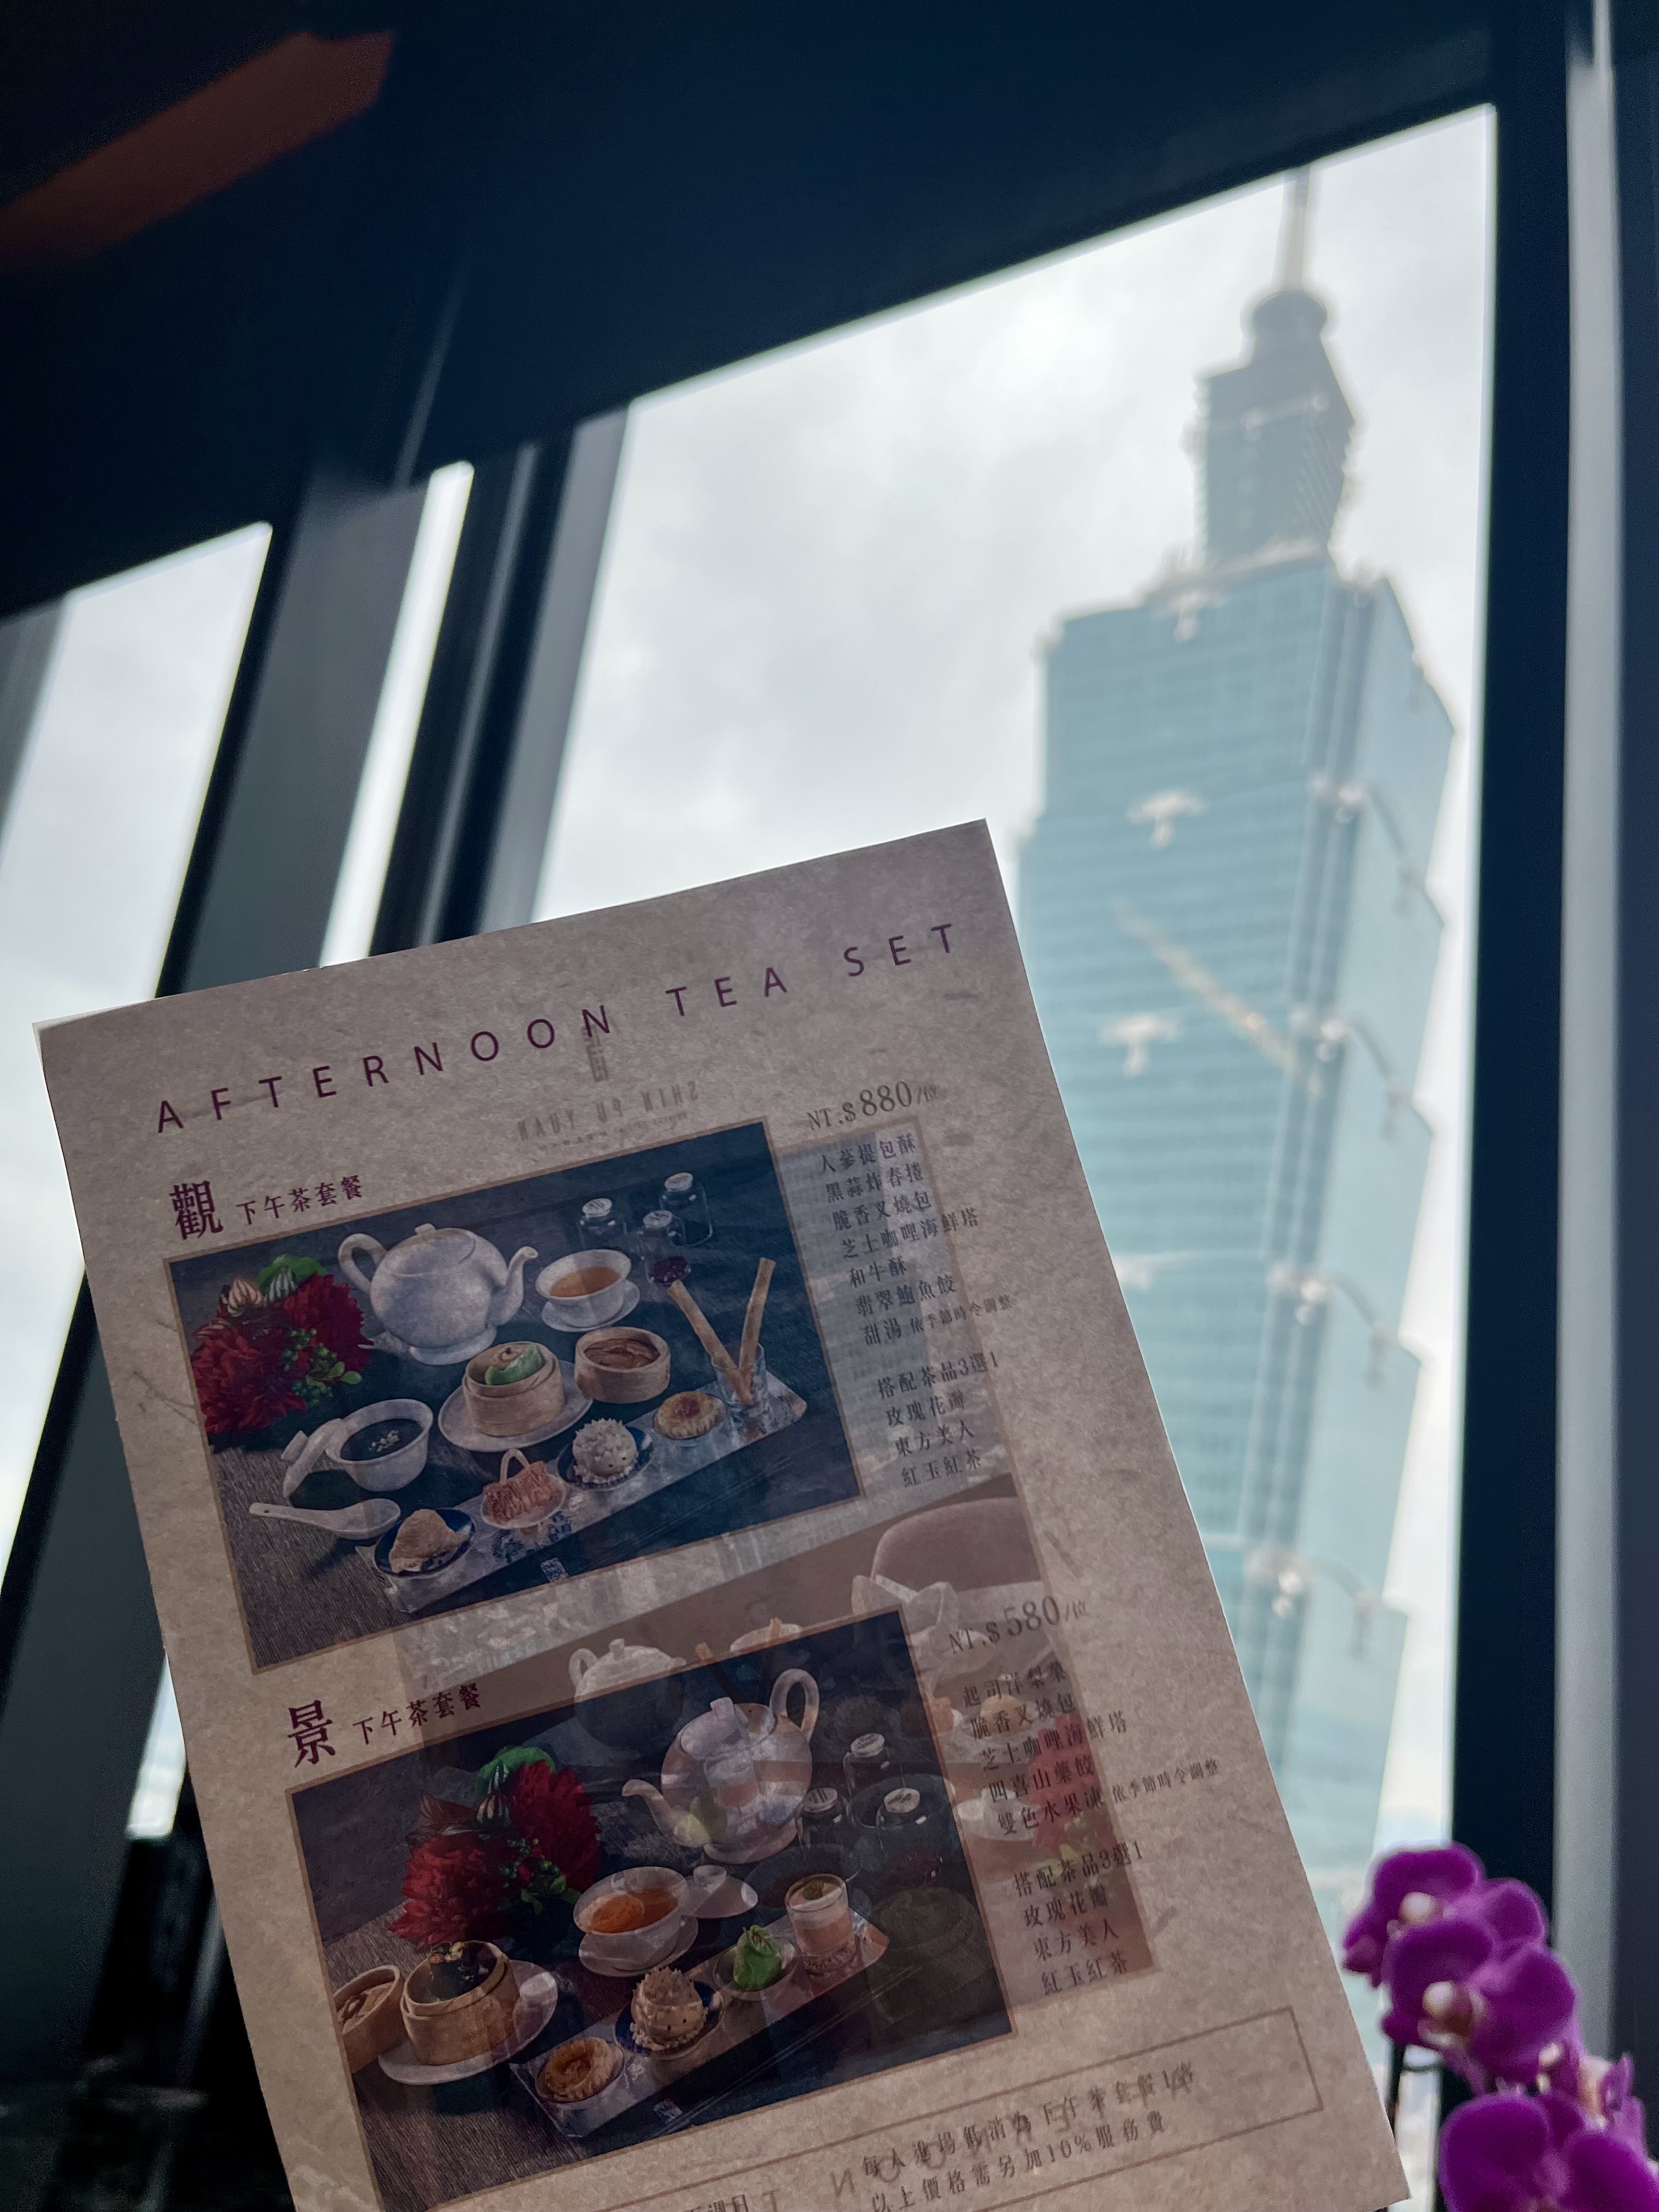 AFTERNOON TEA SET
SHIN PU YUAN
觀 下午茶套餐
NT.$880/位
人蔘提包酥
黑蒜炸春捲
脆香叉燒包
芝士咖哩海鮮塔
和牛酥
翡翠鮑魚餃
甜湯 依季節時令調整
搭配茶品3選1
玫瑰花瓣
東方美人
紅玉紅茶
景 下午茶套餐
NT.$580/位
起司洋梨菓
脆香叉燒包
芝士咖哩海鮮塔
四喜山藥餃
雙色水果凍 依季節時令調整
搭配茶品3選1
玫瑰花瓣
東方美人
紅玉紅茶
每人進場低消為下午茶套餐1客
以上價格需另加10%服務費